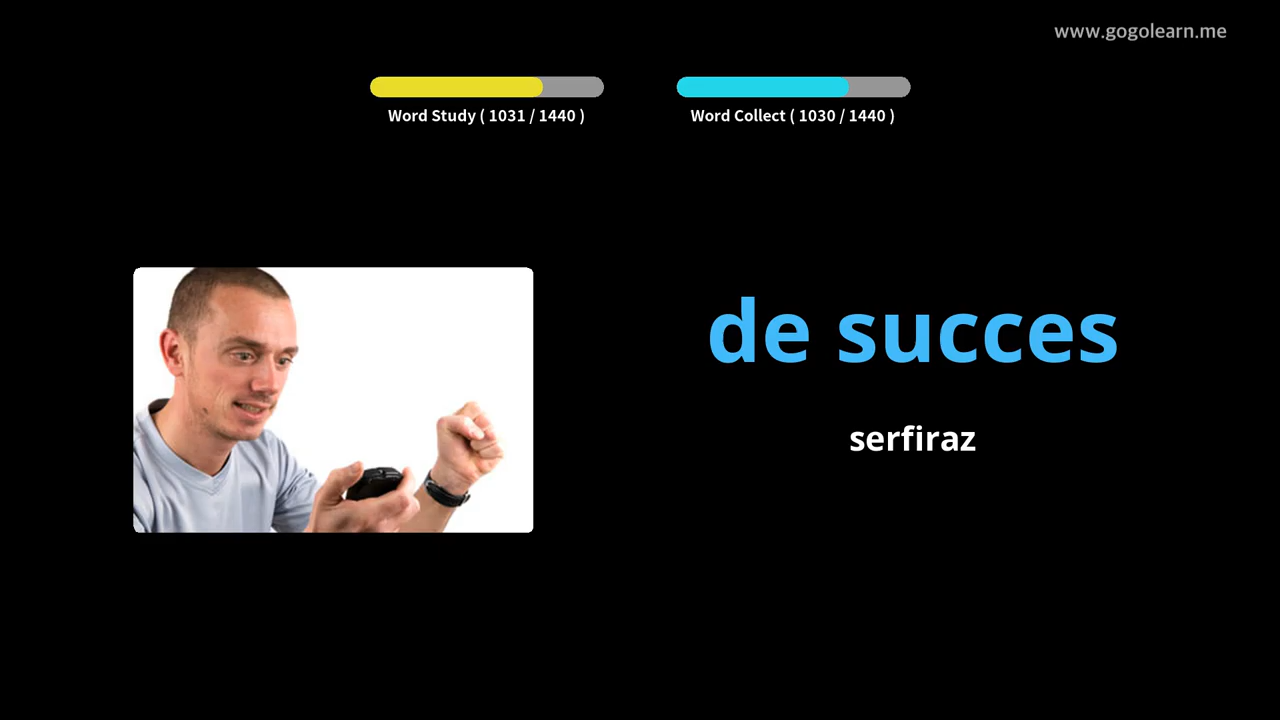 www.gogolearn.me
Word Study ( 1031 / 1440 )
Word Collect ( 1030 / 1440 )
de succes
serfiraz